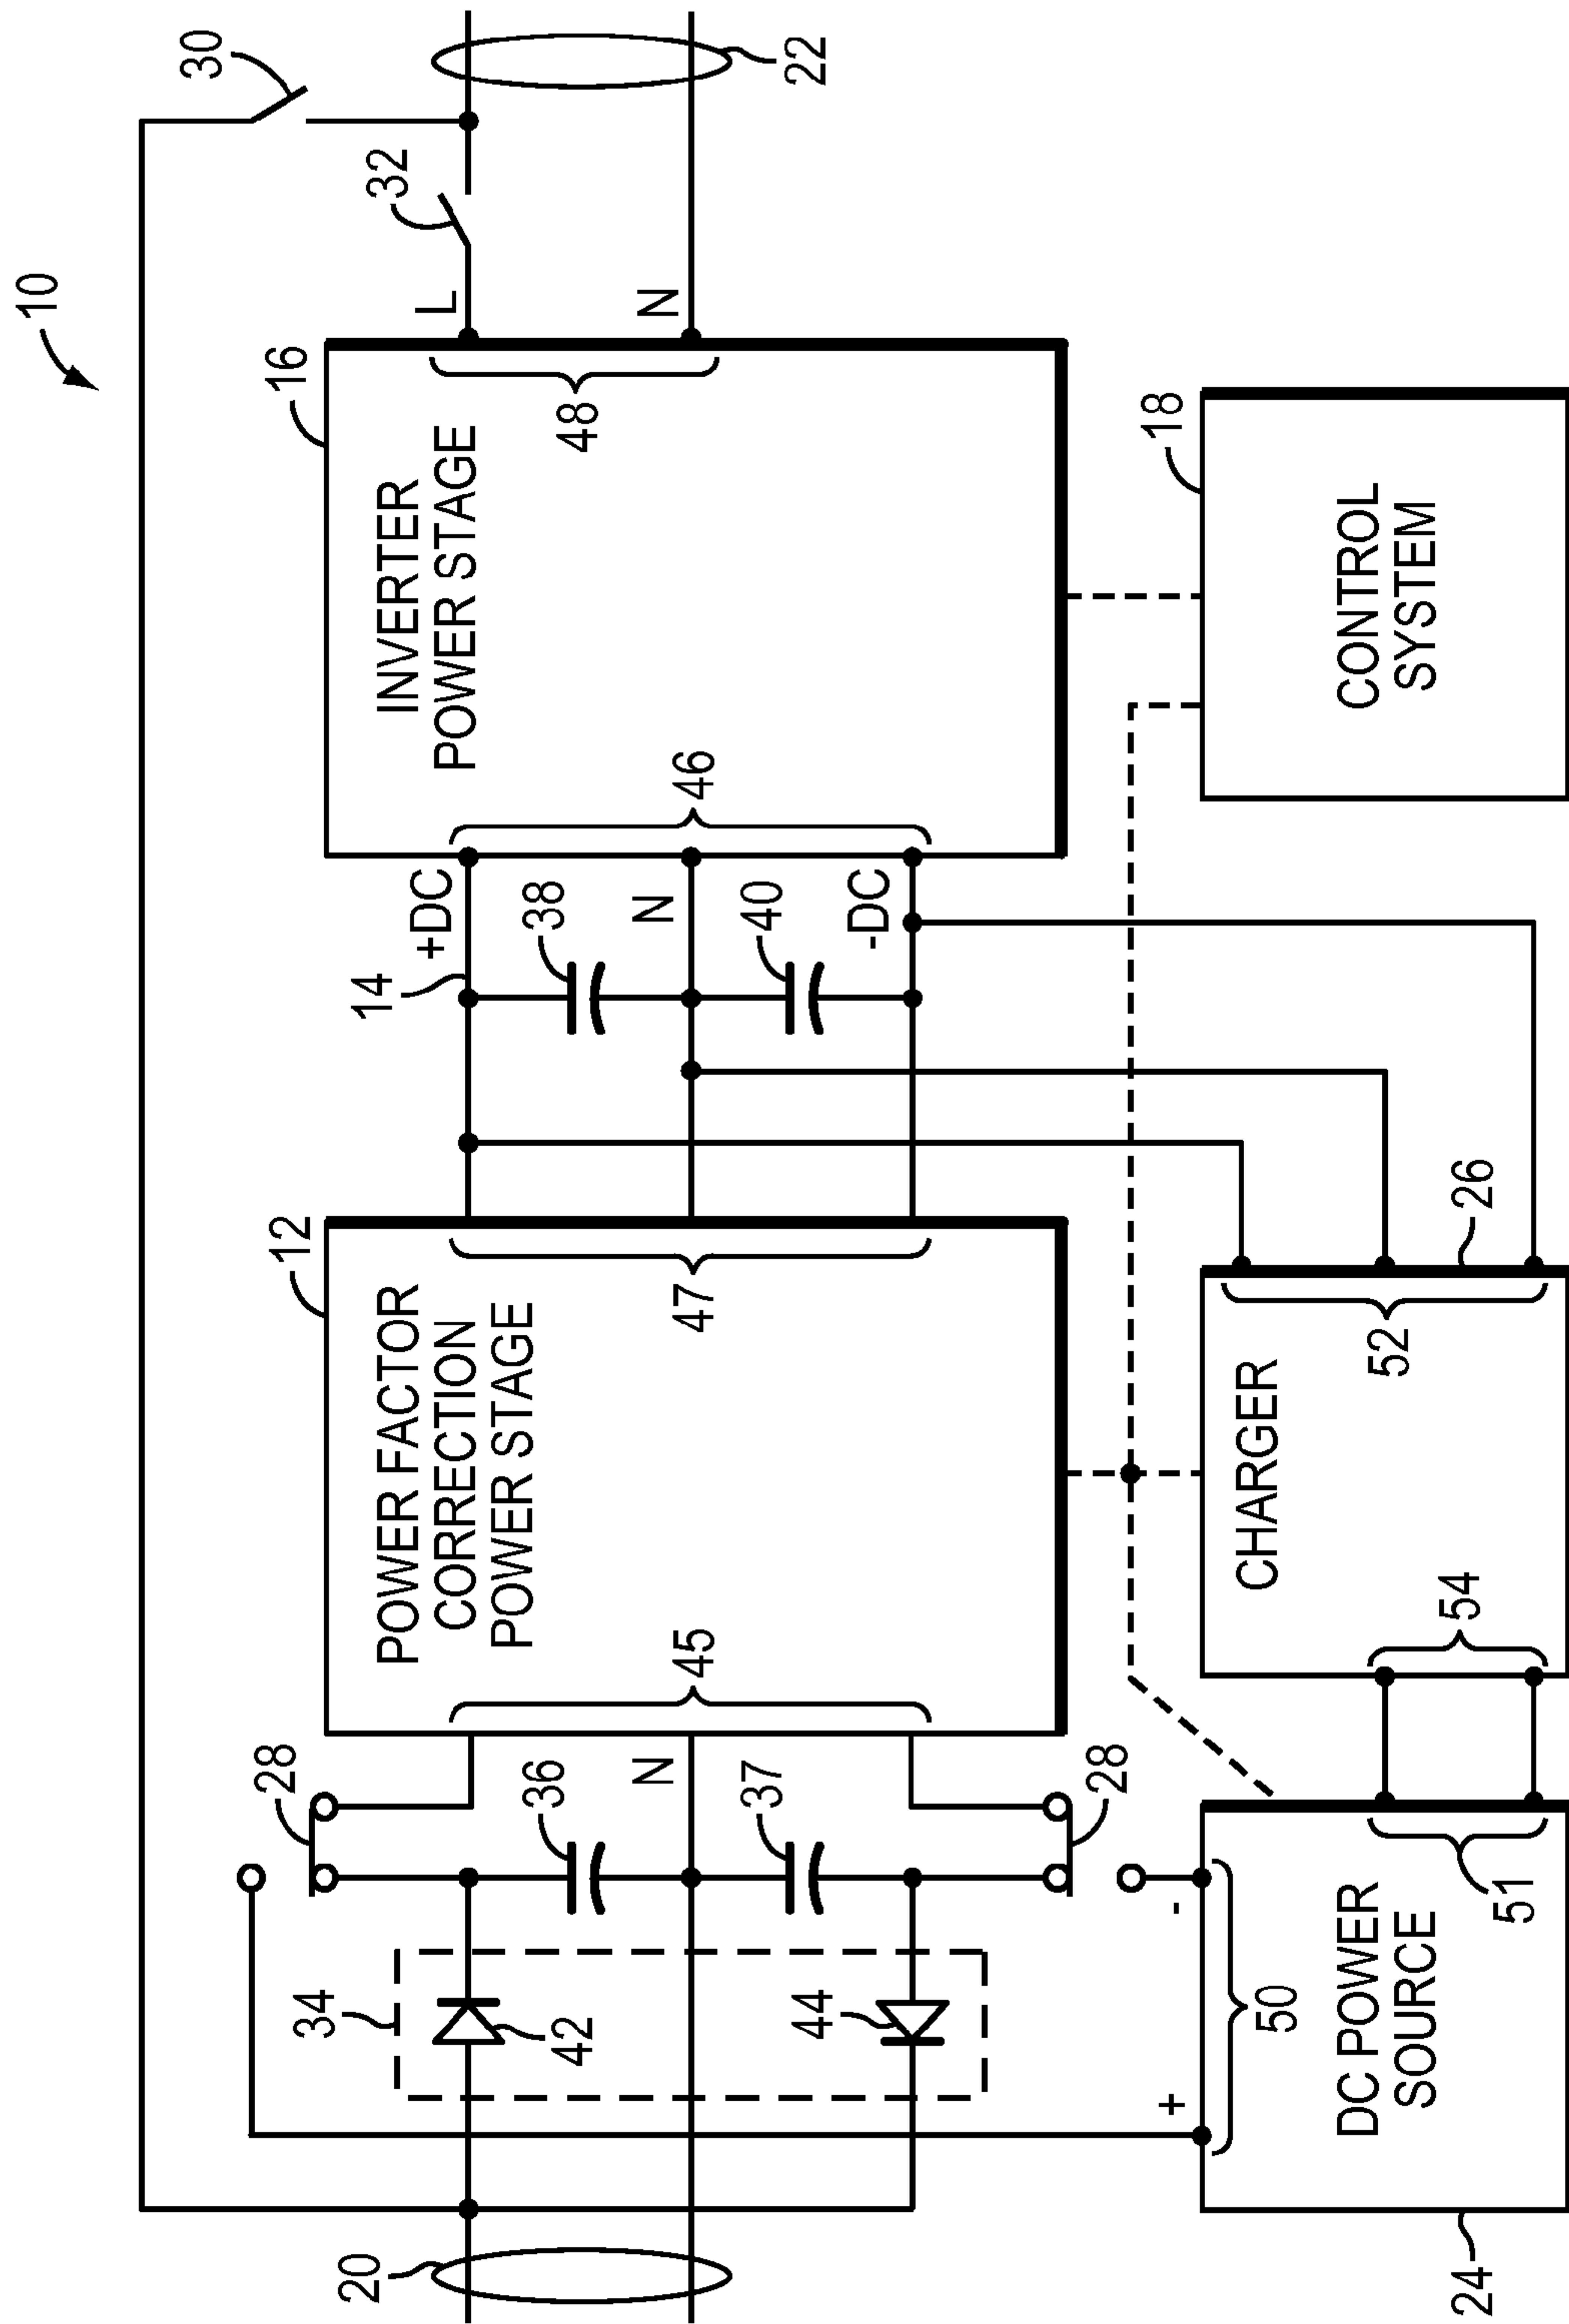 10
30
22
32
L
N
16
INVERTER
POWER STAGE
48
46
+DC
14
38
N
40
-DC
12
POWER FACTOR
CORRECTION
POWER STAGE
47
45
28
36
N
37
28
34
42
44
20
18
CONTROL
SYSTEM
26
52
CHARGER
54
51
50
+
-
DC POWER
SOURCE
24